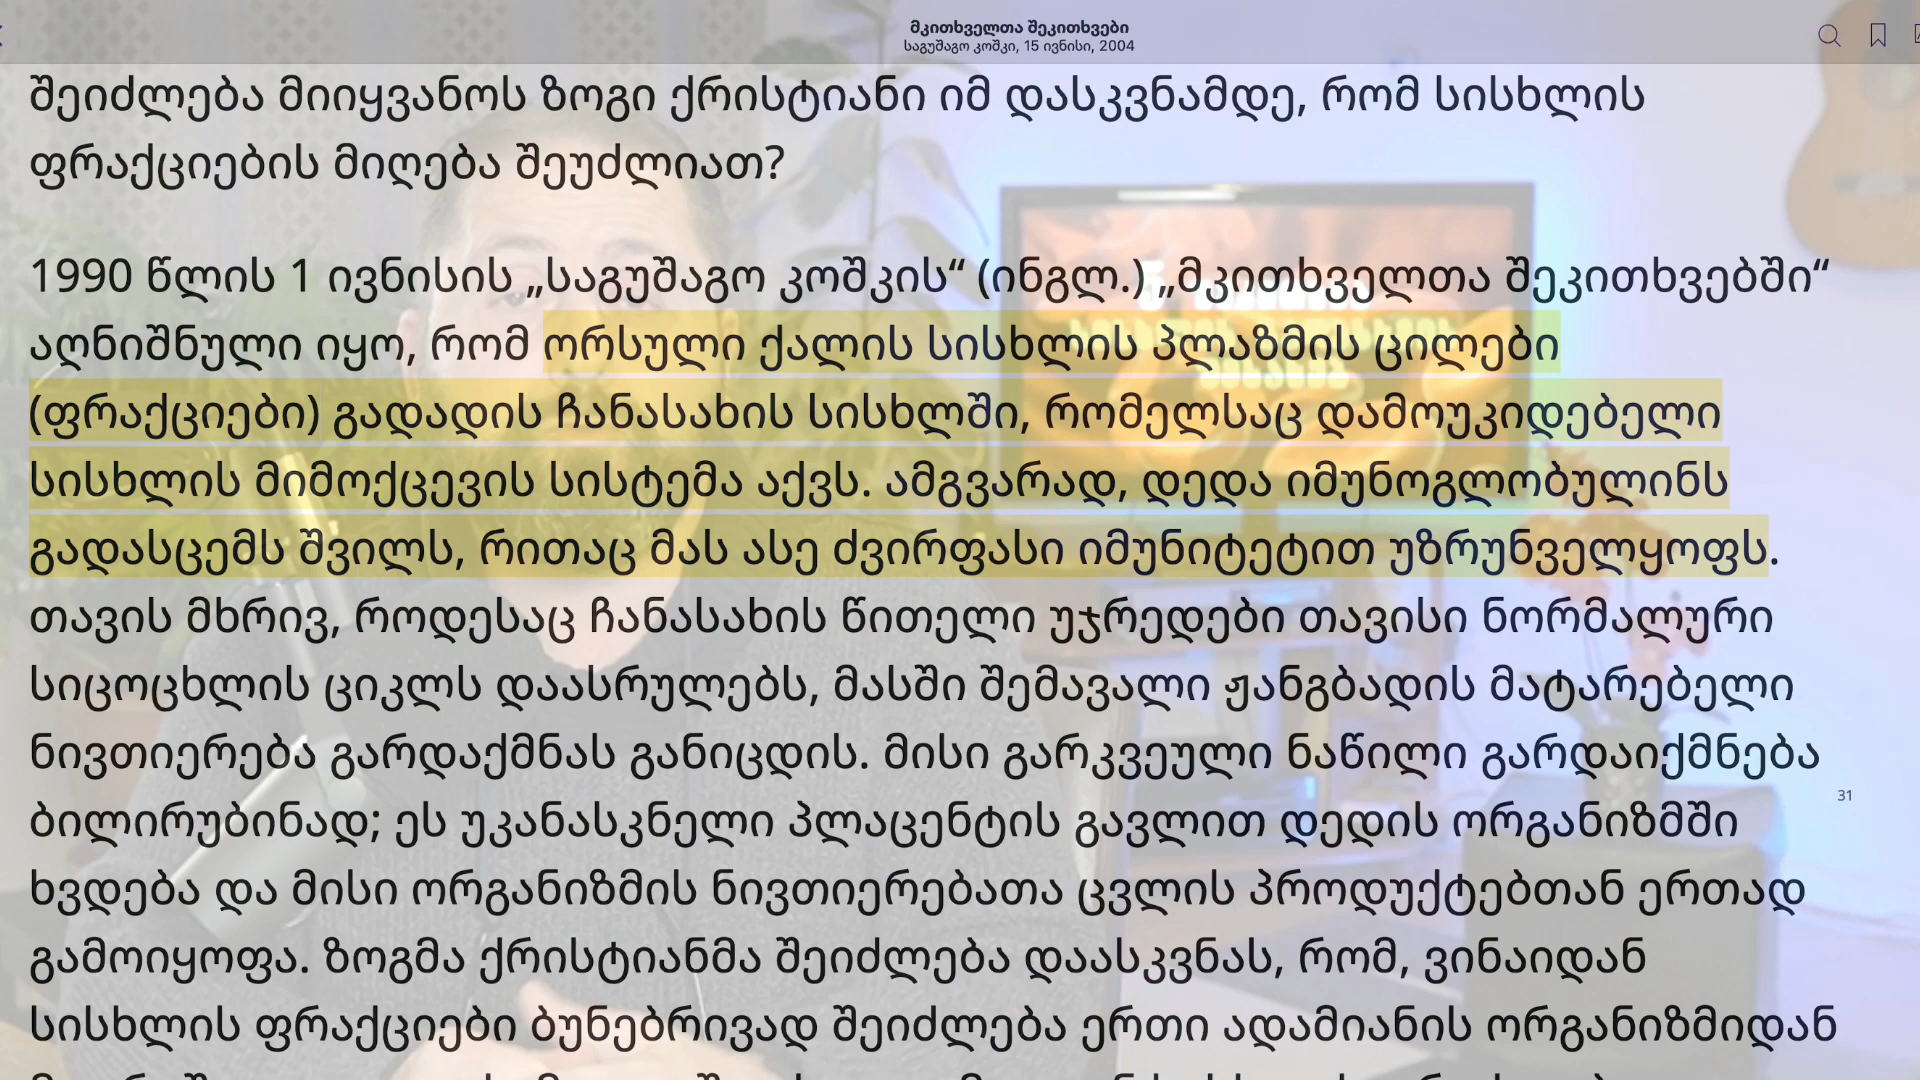 მკითხველთა შეკითხვები
საგუშაგო კოშკი, 15 ივნისი, 2004
შეიძლება მიიყვანოს ზოგი ქრისტიანი იმ დასკვნამდე, რომ სისხლის
ფრაქციების მიღება შეუძლიათ?
1990 წლის 1 ივნისის „საგუშაგო კოშკის“ (ინგლ.) „მკითხველთა შეკითხვებში“
აღნიშნული იყო, რომ ორსული ქალის სისხლის პლაზმის ცილები
(ფრაქციები) გადადის ჩანასახის სისხლში, რომელსაც დამოუკიდებელი
სისხლის მიმოქცევის სისტემა აქვს. ამგვარად, დედა იმუნოგლობულინს
გადასცემს შვილს, რითაც მას ასე ძვირფასი იმუნიტეტით უზრუნველყოფს.
თავის მხრივ, როდესაც ჩანასახის წითელი უჯრედები თავისი ნორმალური
სიცოცხლის ციკლს დაასრულებს, მასში შემავალი ჟანგბადის მატარებელი
ნივთიერება გარდაქმნას განიცდის. მისი გარკვეული ნაწილი გარდაიქმნება
31
ბილირუბინად; ეს უკანასკნელი პლაცენტის გავლით დედის ორგანიზმში
ხვდება და მისი ორგანიზმის ნივთიერებათა ცვლის პროდუქტებთან ერთად
გამოიყოფა. ზოგმა ქრისტიანმა შეიძლება დაასკვნას, რომ, ვინაიდან
სისხლის ფრაქციები ბუნებრივად შეიძლება ერთი ადამიანის ორგანიზმიდან